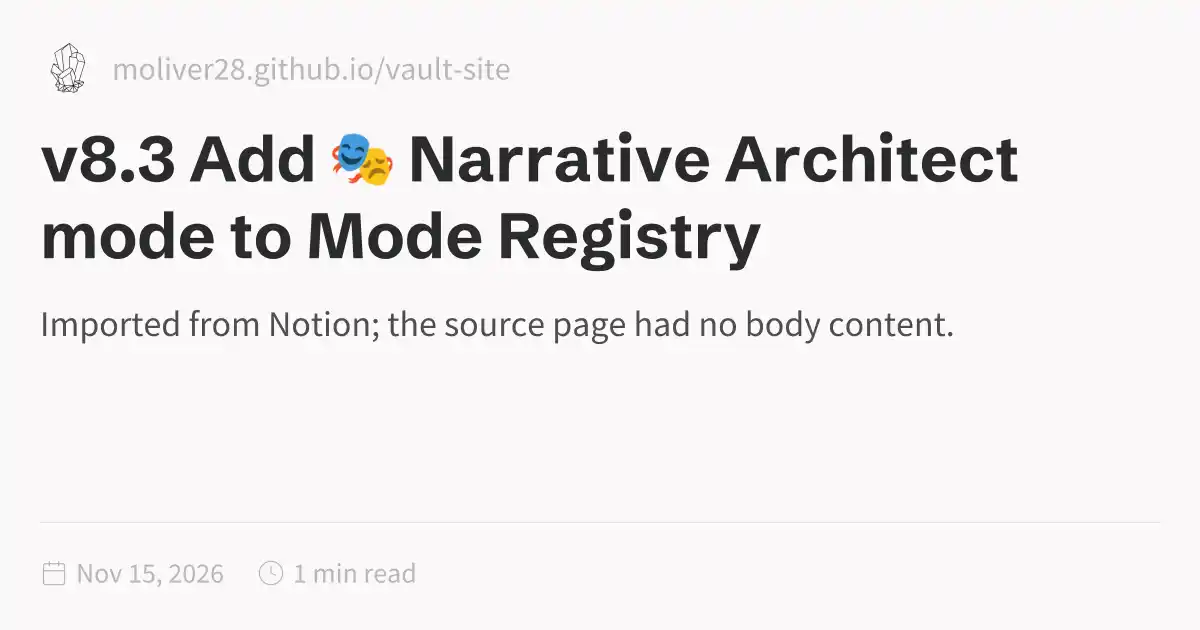 moliver28.github.io/vault-site
v8.3 Add 🎭 Narrative Architect
mode to Mode Registry
Imported from Notion; the source page had no body content.
Nov 15, 2026 1 min read